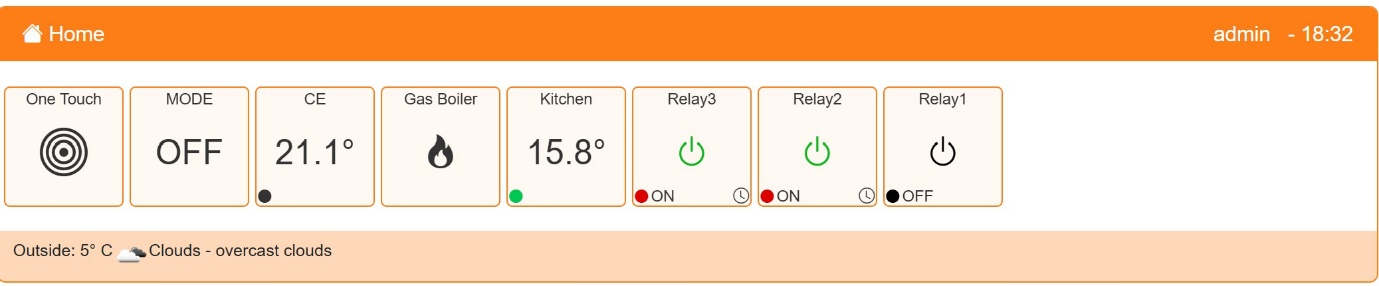 Home admin - 18:32
One Touch MODE CE Gas Boiler Kitchen Relay3 Relay2 Relay1
OFF 21.1° 15.8°
ON ON OFF
Outside: 5° C Clouds - overcast clouds